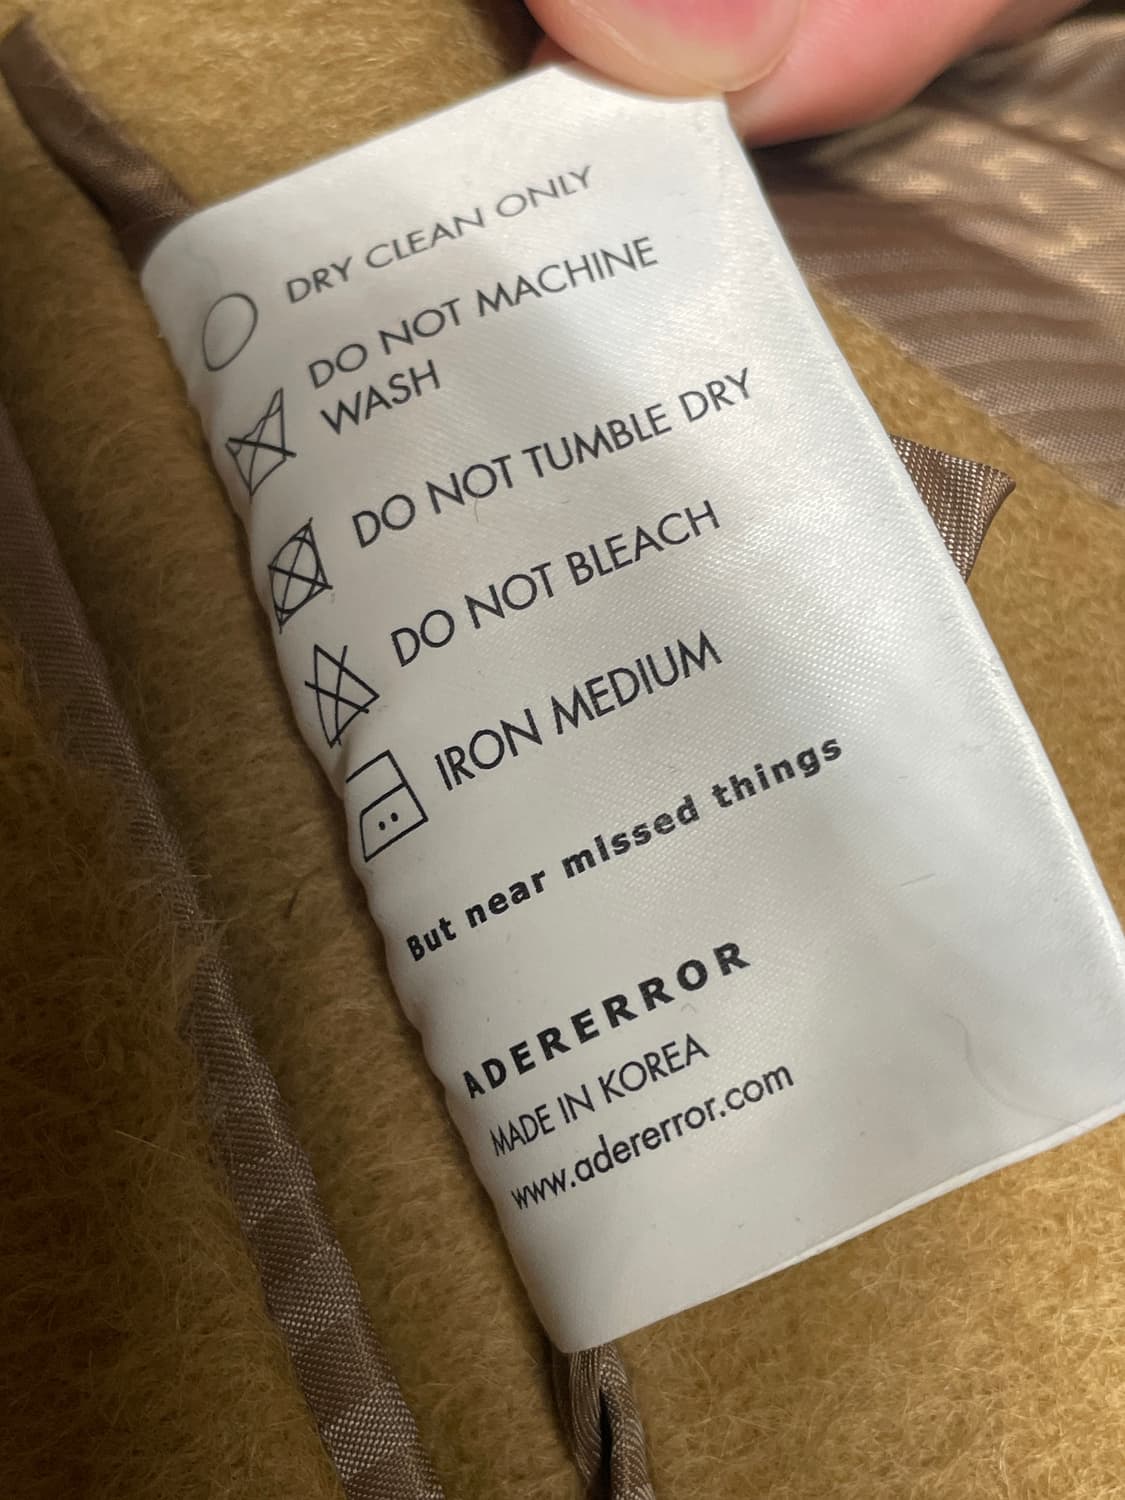 DRY CLEAN ONLY
DO NOT MACHINE
WASH
DO NOT TUMBLE DRY
DO NOT BLEACH
IRON MEDIUM
But near missed things
ADERERROR
MADE IN KOREA
www.adererror.com